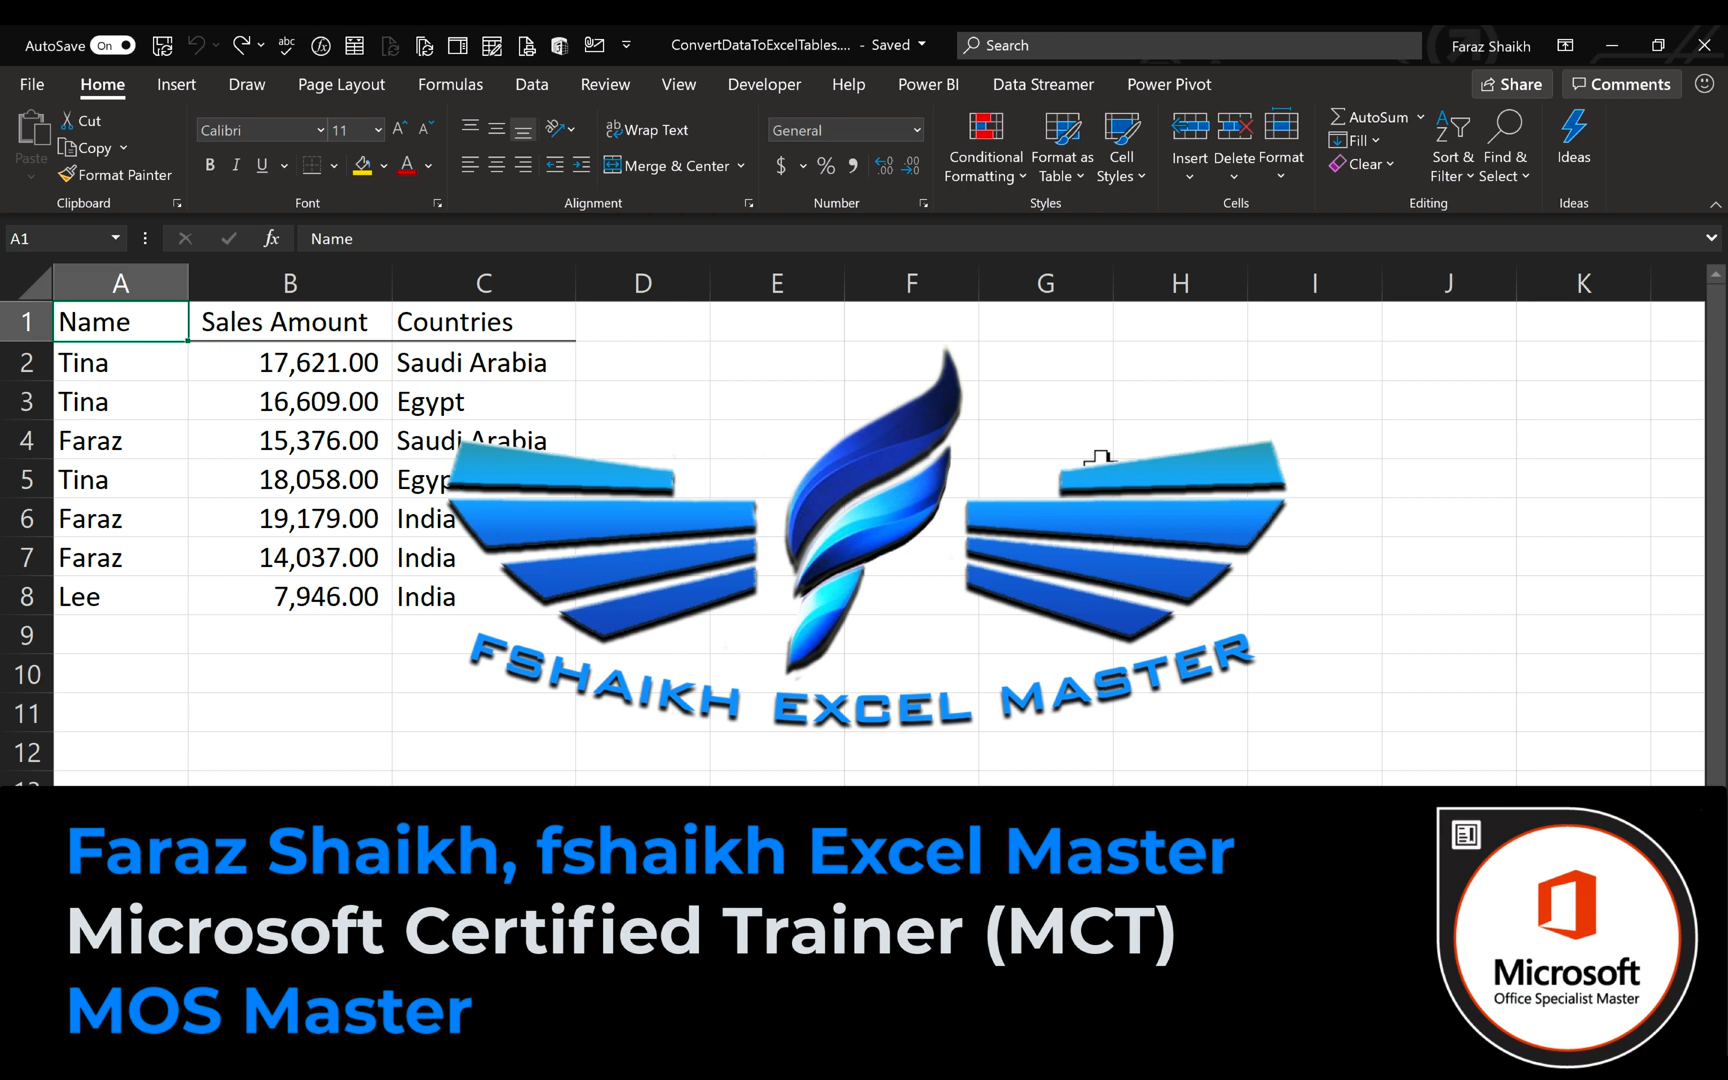 AutoSave On ConvertDataToExcelTables.... - Saved Search Faraz Shaikh
File Home Insert Draw Page Layout Formulas Data Review View Developer Help Power BI Data Streamer Power Pivot Share Comments
Paste Cut Copy Format Painter Clipboard
Calibri 11 B I U A Font
Wrap Text Merge & Center Alignment
General $ % Number
Conditional Formatting Format as Table Cell Styles Styles
Insert Delete Format Cells
AutoSum Fill Clear Sort & Filter Find & Select Editing
Ideas Ideas
A1 fx Name
A B C D E F G H I J K
1 Name Sales Amount Countries
2 Tina 17,621.00 Saudi Arabia
3 Tina 16,609.00 Egypt
4 Faraz 15,376.00 Saudi Arabia
5 Tina 18,058.00 Egyp
6 Faraz 19,179.00 India
7 Faraz 14,037.00 India
8 Lee 7,946.00 India
9
10
11
12
FSHAIKH EXCEL MASTER
Faraz Shaikh, fshaikh Excel Master
Microsoft Certified Trainer (MCT)
MOS Master
Microsoft
Office Specialist Master